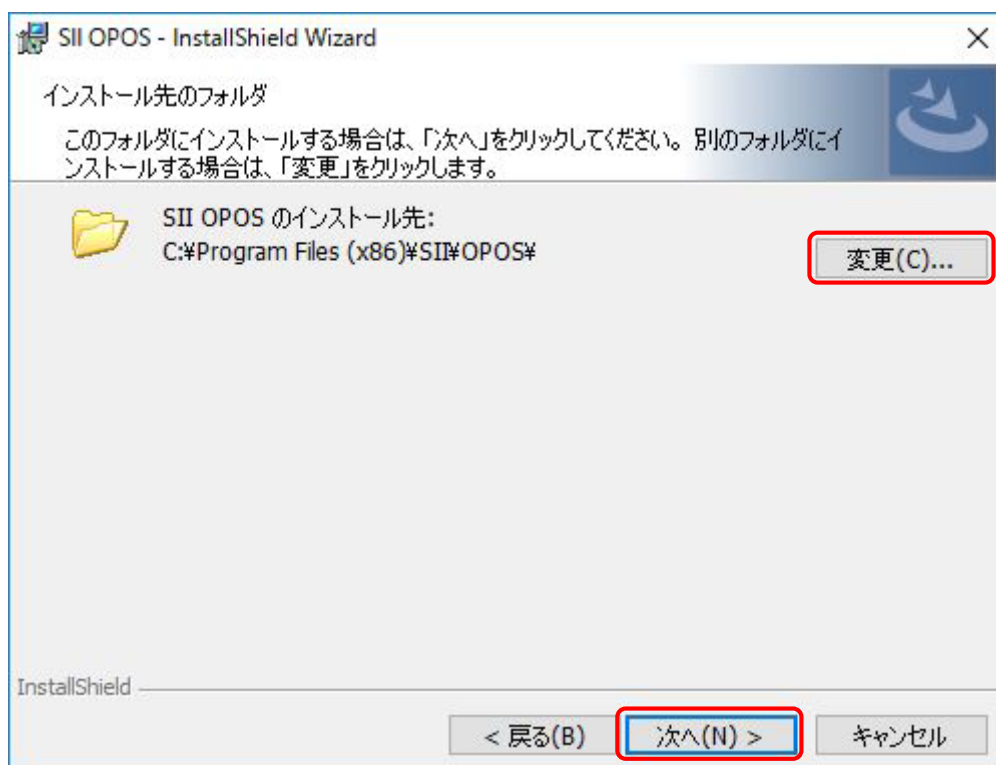 SII OPOS - InstallShield Wizard
インストール先のフォルダ
このフォルダにインストールする場合は、「次へ」をクリックしてください。別のフォルダにイ
ンストールする場合は、「変更」をクリックします。
SII OPOS のインストール先:
C:¥Program Files (x86)¥SII¥OPOS¥
変更(C)...
InstallShield
< 戻る(B)
次へ(N) >
キャンセル